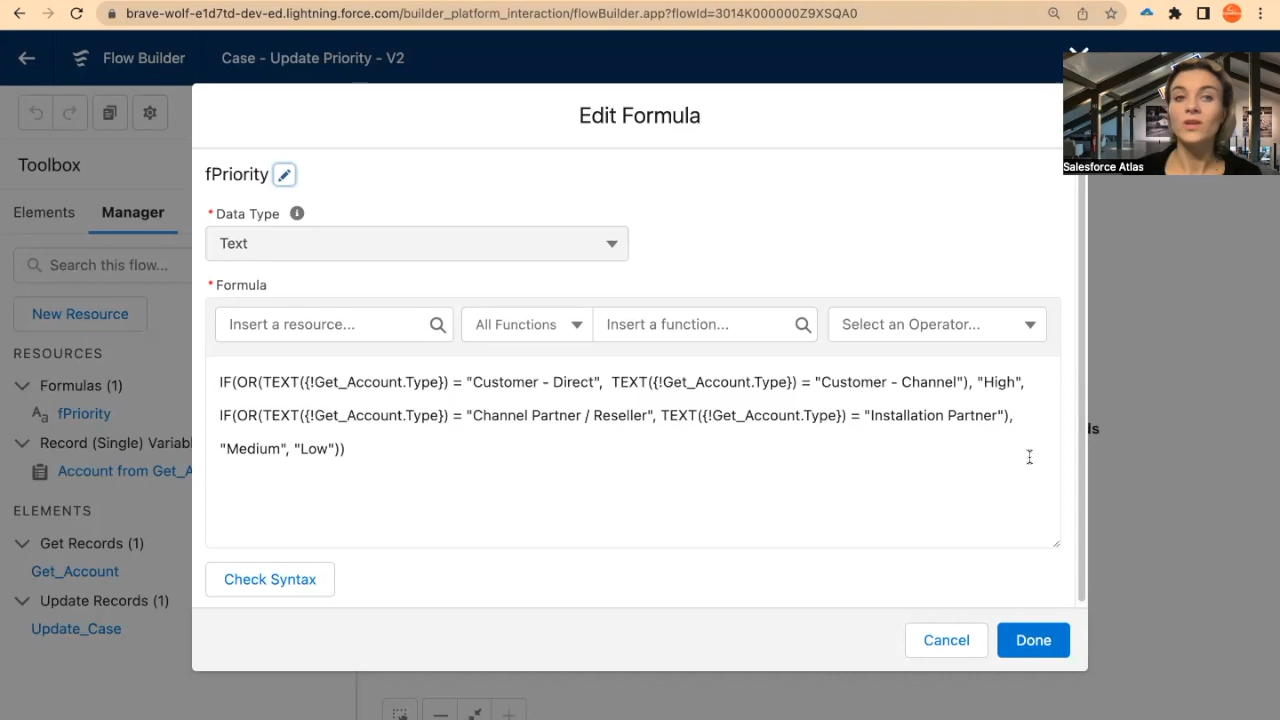 brave-wolf-e1d7td-dev-ed.lightning.force.com/builder_platform_interaction/flowBuilder.app?flowId=3014K000000Z9XSQA0
Flow Builder
Case - Update Priority - V2
Salesforce Atlas
Toolbox
Elements
Manager
Search this flow...
New Resource
RESOURCES
Formulas (1)
fPriority
Record (Single) Variab
Account from Get_A
ELEMENTS
Get Records (1)
Get_Account
Update Records (1)
Update_Case
Edit Formula
fPriority
* Data Type
Text
* Formula
Insert a resource...
All Functions
Insert a function...
Select an Operator...
IF(OR(TEXT({!Get_Account.Type}) = "Customer - Direct",  TEXT({!Get_Account.Type}) = "Customer - Channel"), "High",
IF(OR(TEXT({!Get_Account.Type}) = "Channel Partner / Reseller", TEXT({!Get_Account.Type}) = "Installation Partner"),
"Medium", "Low"))
Check Syntax
Cancel
Done
ds